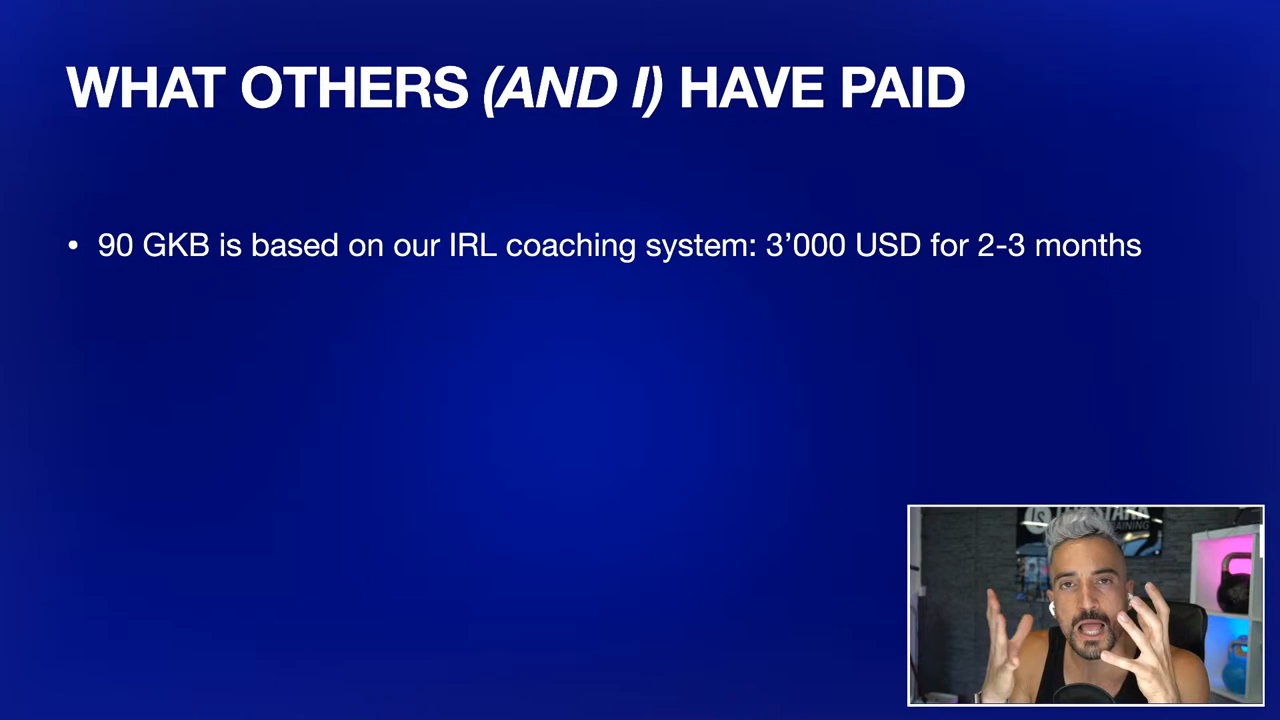 WHAT OTHERS (AND I) HAVE PAID
• 90 GKB is based on our IRL coaching system: 3’000 USD for 2-3 months